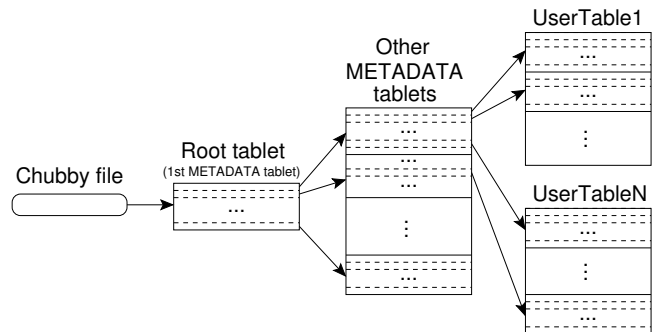 Chubby file
Root tablet
(1st METADATA tablet)
...
Other
METADATA
tablets
...
...
...
⋮
...
UserTable1
...
...
⋮
UserTableN
...
⋮
...